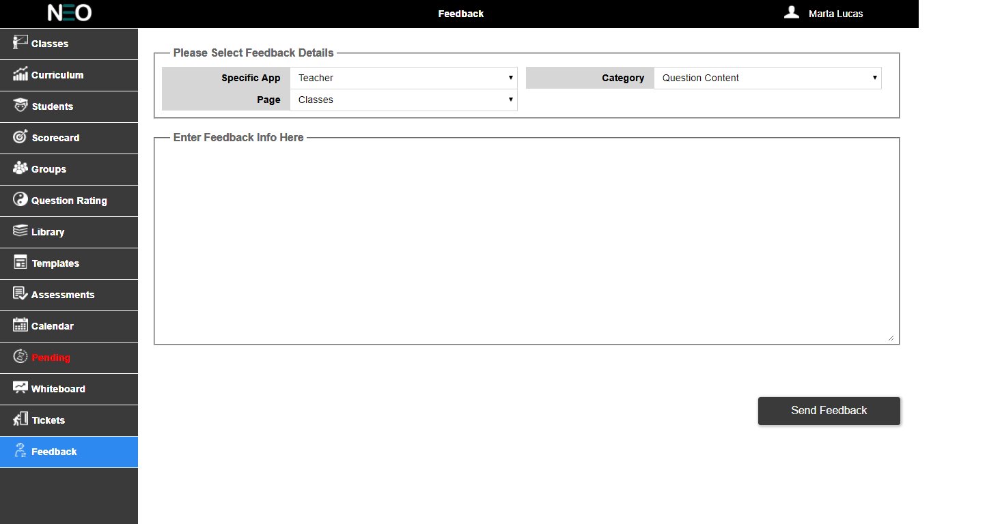 NEO
Feedback
Marta Lucas
Classes
Curriculum
Students
Scorecard
Groups
Question Rating
Library
Templates
Assessments
Calendar
Pending
Whiteboard
Tickets
Feedback
Please Select Feedback Details
Specific App Teacher
Category Question Content
Page Classes
Enter Feedback Info Here
Send Feedback